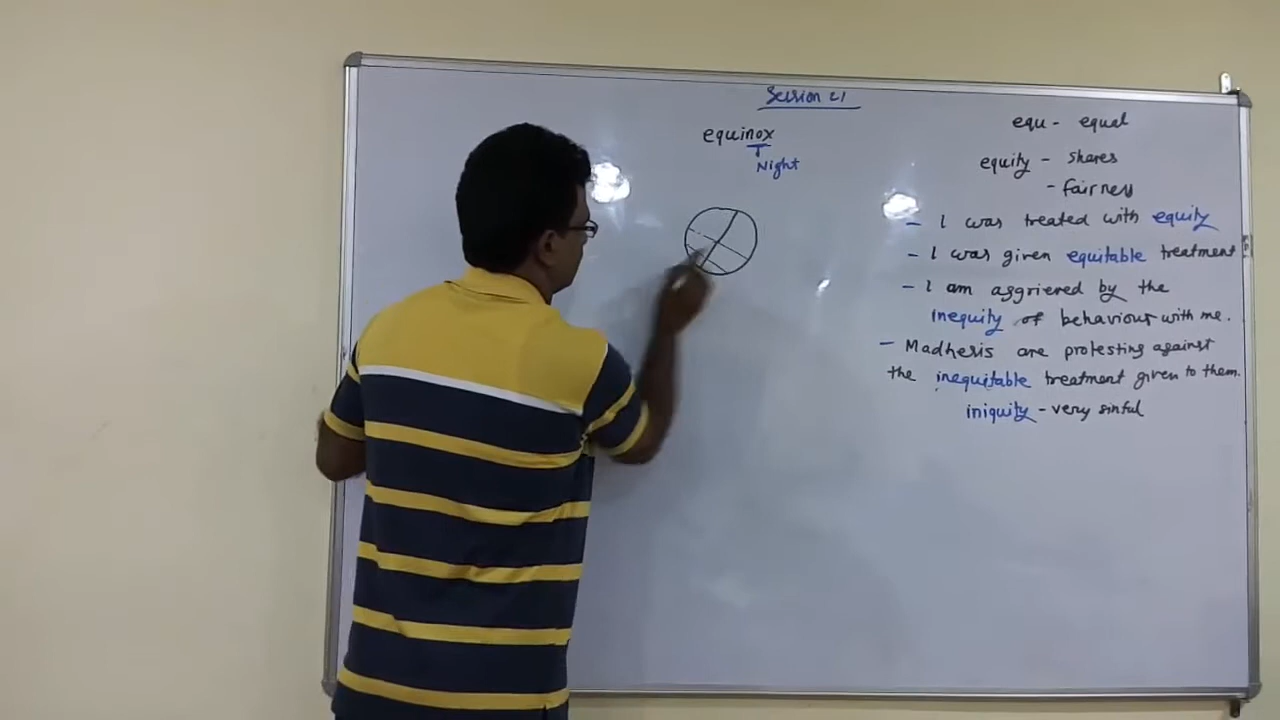 Session 21
equinox
Night
equ - equal
equity - shares
- fairness
- I was treated with equity
- I was given equitable treatment
- I am aggrieved by the
inequity of behaviour with me.
- Madhesis are protesting against
the inequitable treatment given to them.
iniquity - very sinful